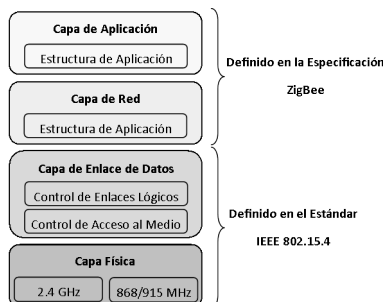 Capa de Aplicación
Estructura de Aplicación
Definido en la Especificación
ZigBee
Capa de Red
Estructura de Aplicación
Capa de Enlace de Datos
Control de Enlaces Lógicos
Control de Acceso al Medio
Definido en el Estándar
IEEE 802.15.4
Capa Física
2.4 GHz
868/915 MHz